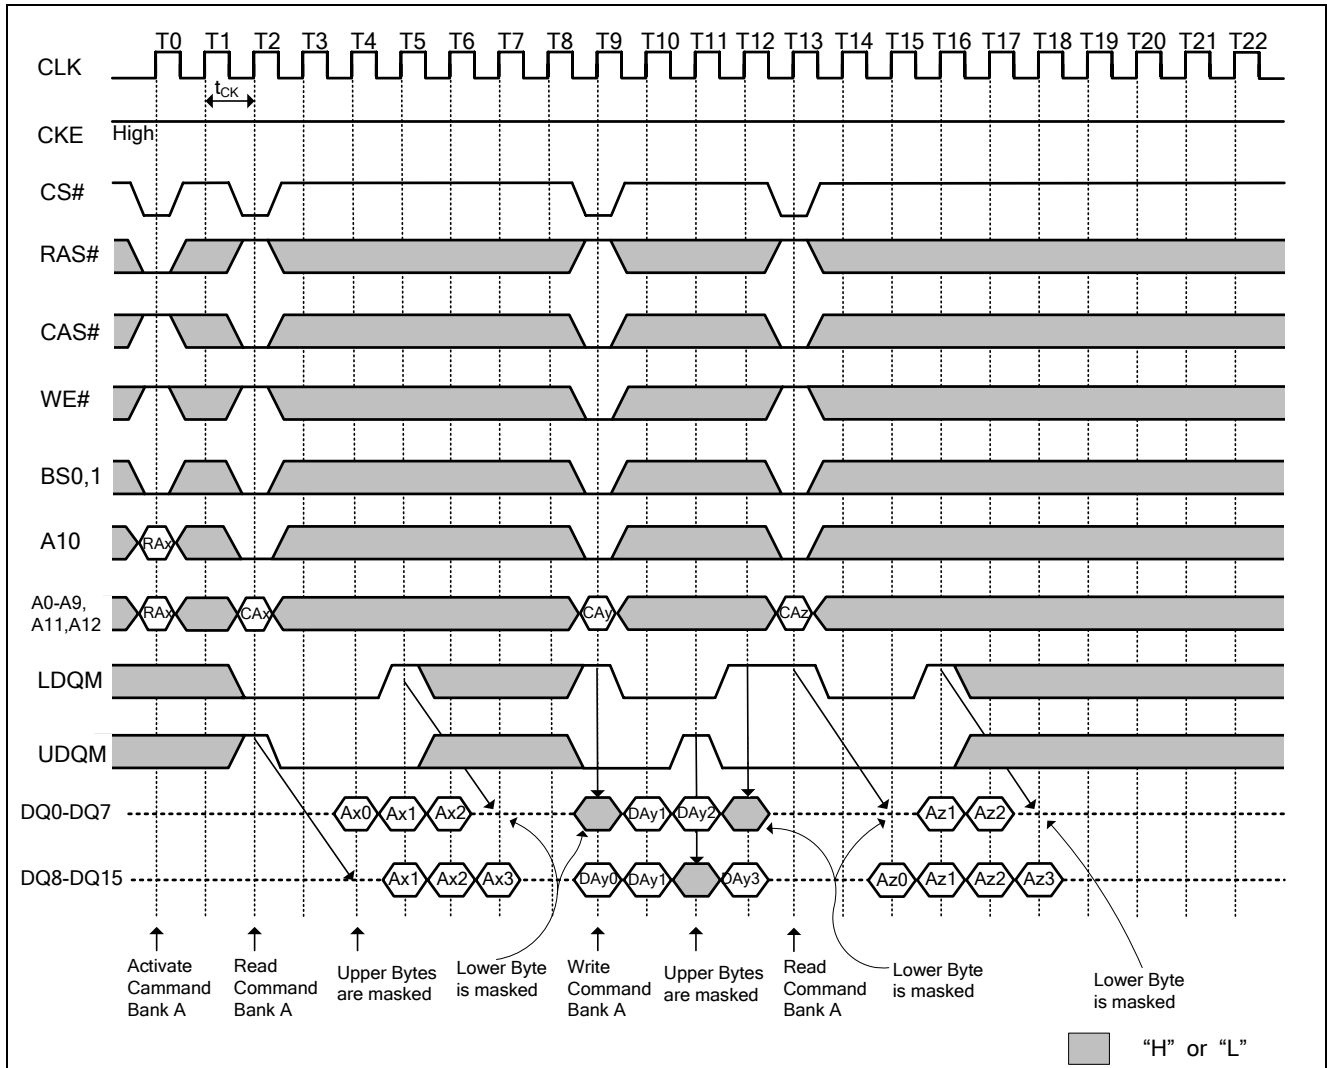 T0 T1 T2 T3 T4 T5 T6 T7 T8 T9 T10 T11 T12 T13 T14 T15 T16 T17 T18 T19 T20 T21 T22
CLK
tCK
CKE High
CS#
RAS#
CAS#
WE#
BS0,1
A10 RAx
A0-A9,
A11,A12
RAx CAx CAy CAz
LDQM
UDQM
DQ0-DQ7 Ax0 Ax1 Ax2 DAy1 DAy2 Az1 Az2
DQ8-DQ15 Ax1 Ax2 Ax3 DAy0 DAy1 DAy3 Az0 Az1 Az2 Az3
Activate
Cammand
Bank A
Read
Command
Bank A
Upper Bytes
are masked
Lower Byte
is masked
Write
Command
Bank A
Upper Bytes
are masked
Read
Command
Bank A
Lower Byte
is masked
Lower Byte
is masked
“H” or “L”